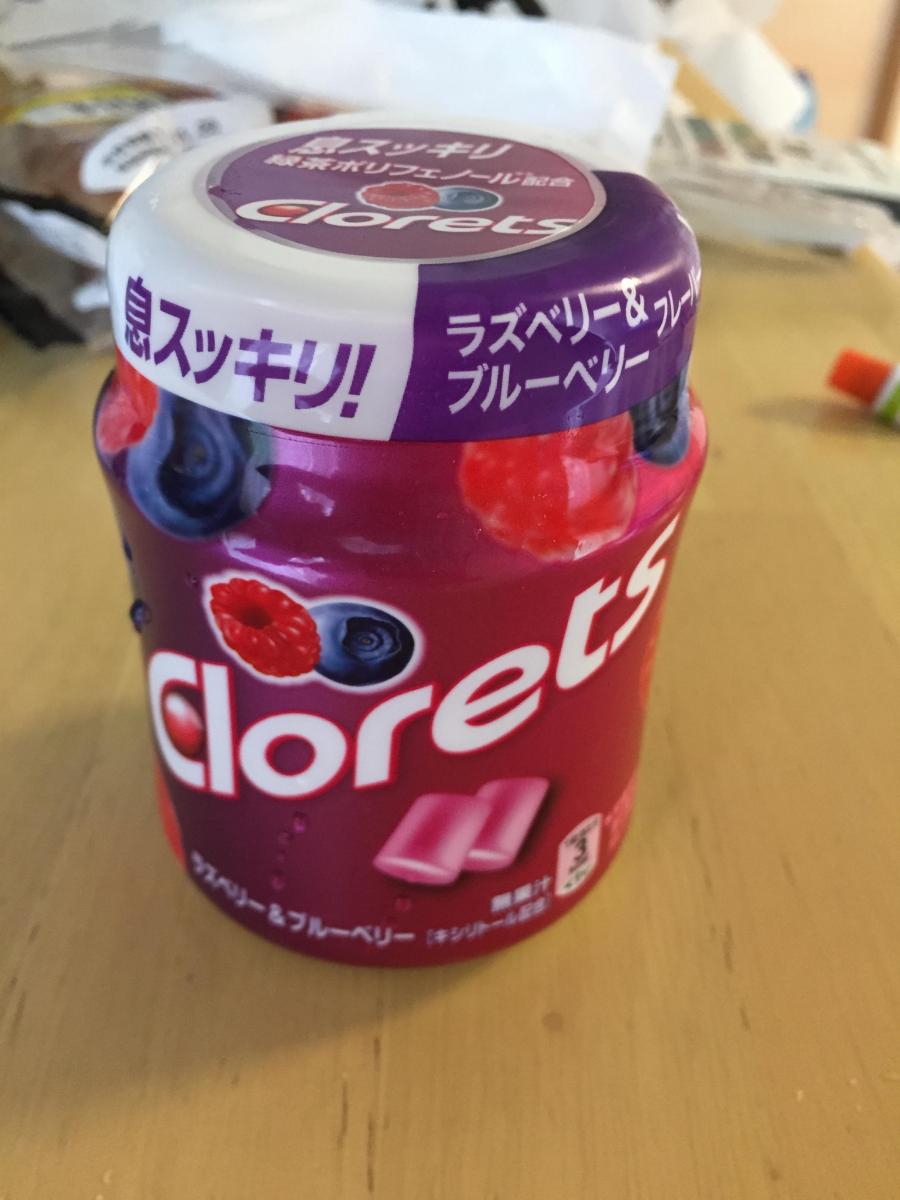 息スッキリ
緑茶ポリフェノール配合
Clorets
息スッキリ!
ラズベリー&
ブルーベリー
フレーバー
Clorets
ラズベリー&ブルーベリー
無果汁
[キシリトール配合]